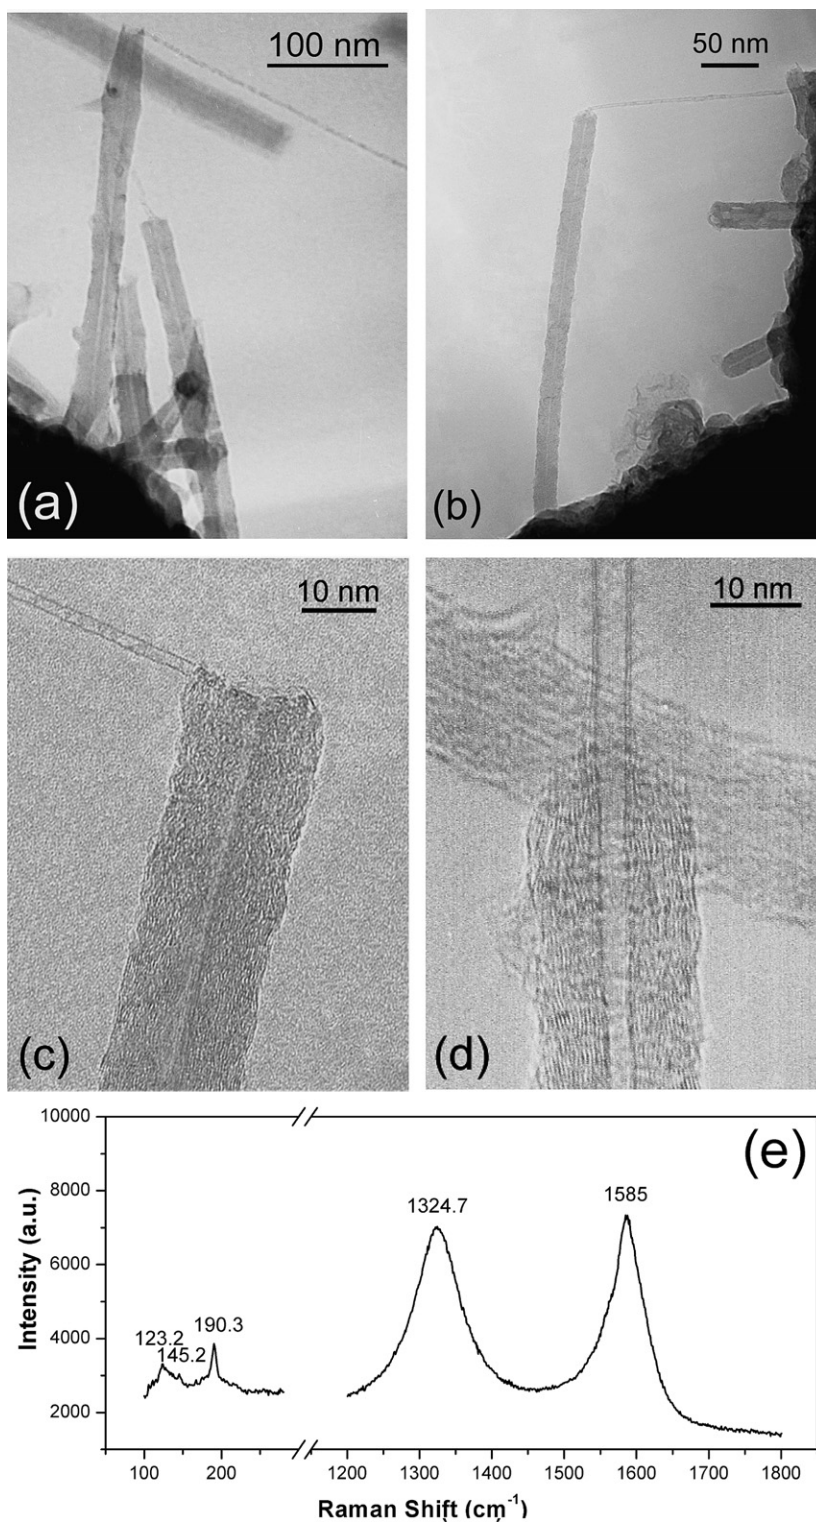 100 nm
50 nm
(a)
(b)
10 nm
10 nm
(c)
(d)
(e)
10000
8000
6000
4000
2000
Intensity (a.u.)
123.2
145.2
190.3
1324.7
1585
100
200
1200
1300
1400
1500
1600
1700
1800
Raman Shift (cm⁻¹)